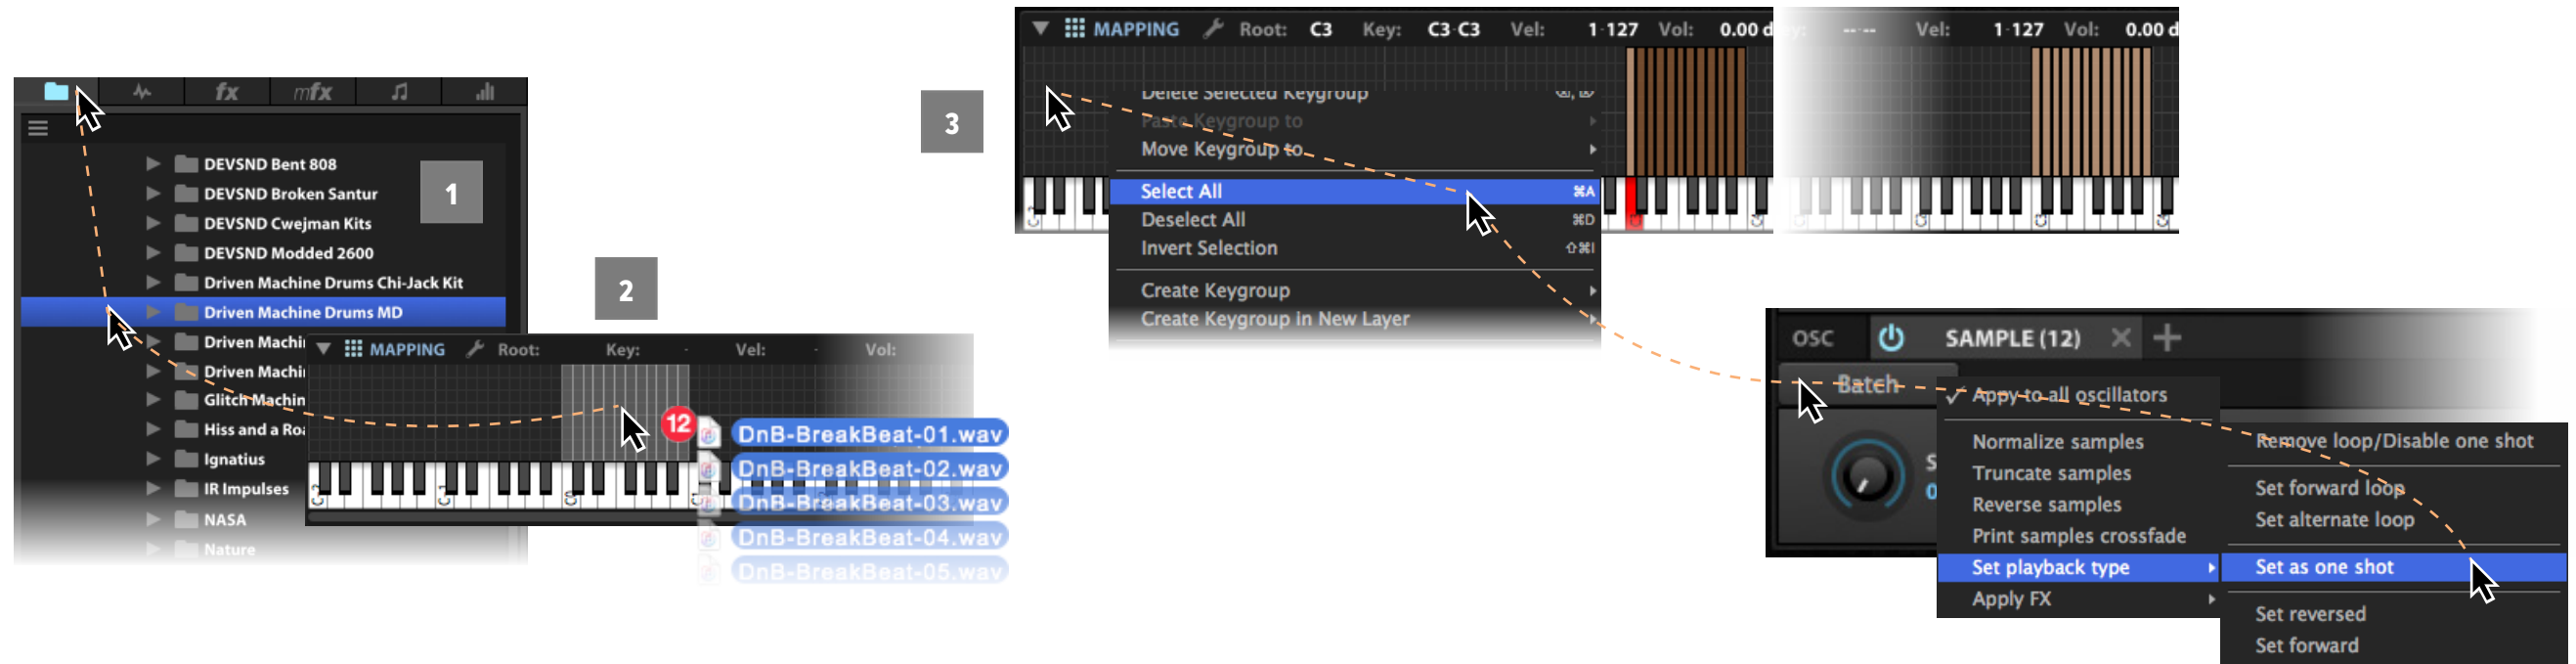 fx
mfx
1
DEVSND Bent 808
DEVSND Broken Santur
DEVSND Cwejman Kits
DEVSND Modded 2600
Driven Machine Drums Chi-Jack Kit
Driven Machine Drums MD
Driven Machi
Driven Machi
Glitch Machin
Hiss and a Roa
Ignatius
IR Impulses
NASA
Nature
2
MAPPING Root: Key: - Vel: - Vol:
12
DnB-BreakBeat-01.wav
DnB-BreakBeat-02.wav
DnB-BreakBeat-03.wav
DnB-BreakBeat-04.wav
DnB-BreakBeat-05.wav
C0
3
MAPPING Root: C3 Key: C3-C3 Vel: 1-127 Vol: 0.00 d
Vel: 1-127 Vol: 0.00 d
Delete Selected Keygroup
Paste Keygroup to
Move Keygroup to
Select All ⌘A
Deselect All ⌘D
Invert Selection ⇧⌘I
Create Keygroup
Create Keygroup in New Layer
OSC SAMPLE (12)
Batch
✓ Appy to all oscillators
Normalize samples
Truncate samples
Reverse samples
Print samples crossfade
Set playback type
Apply FX
Remove loop/Disable one shot
Set forward loop
Set alternate loop
Set as one shot
Set reversed
Set forward